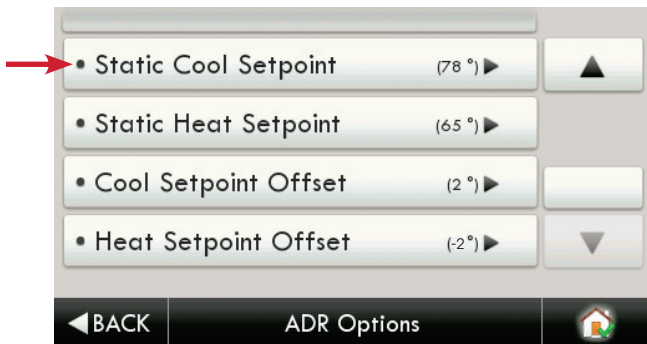 • Static Cool Setpoint (78 °)▶
• Static Heat Setpoint (65 °)▶
• Cool Setpoint Offset (2 °)▶
• Heat Setpoint Offset (-2°)▶
◀BACK ADR Options